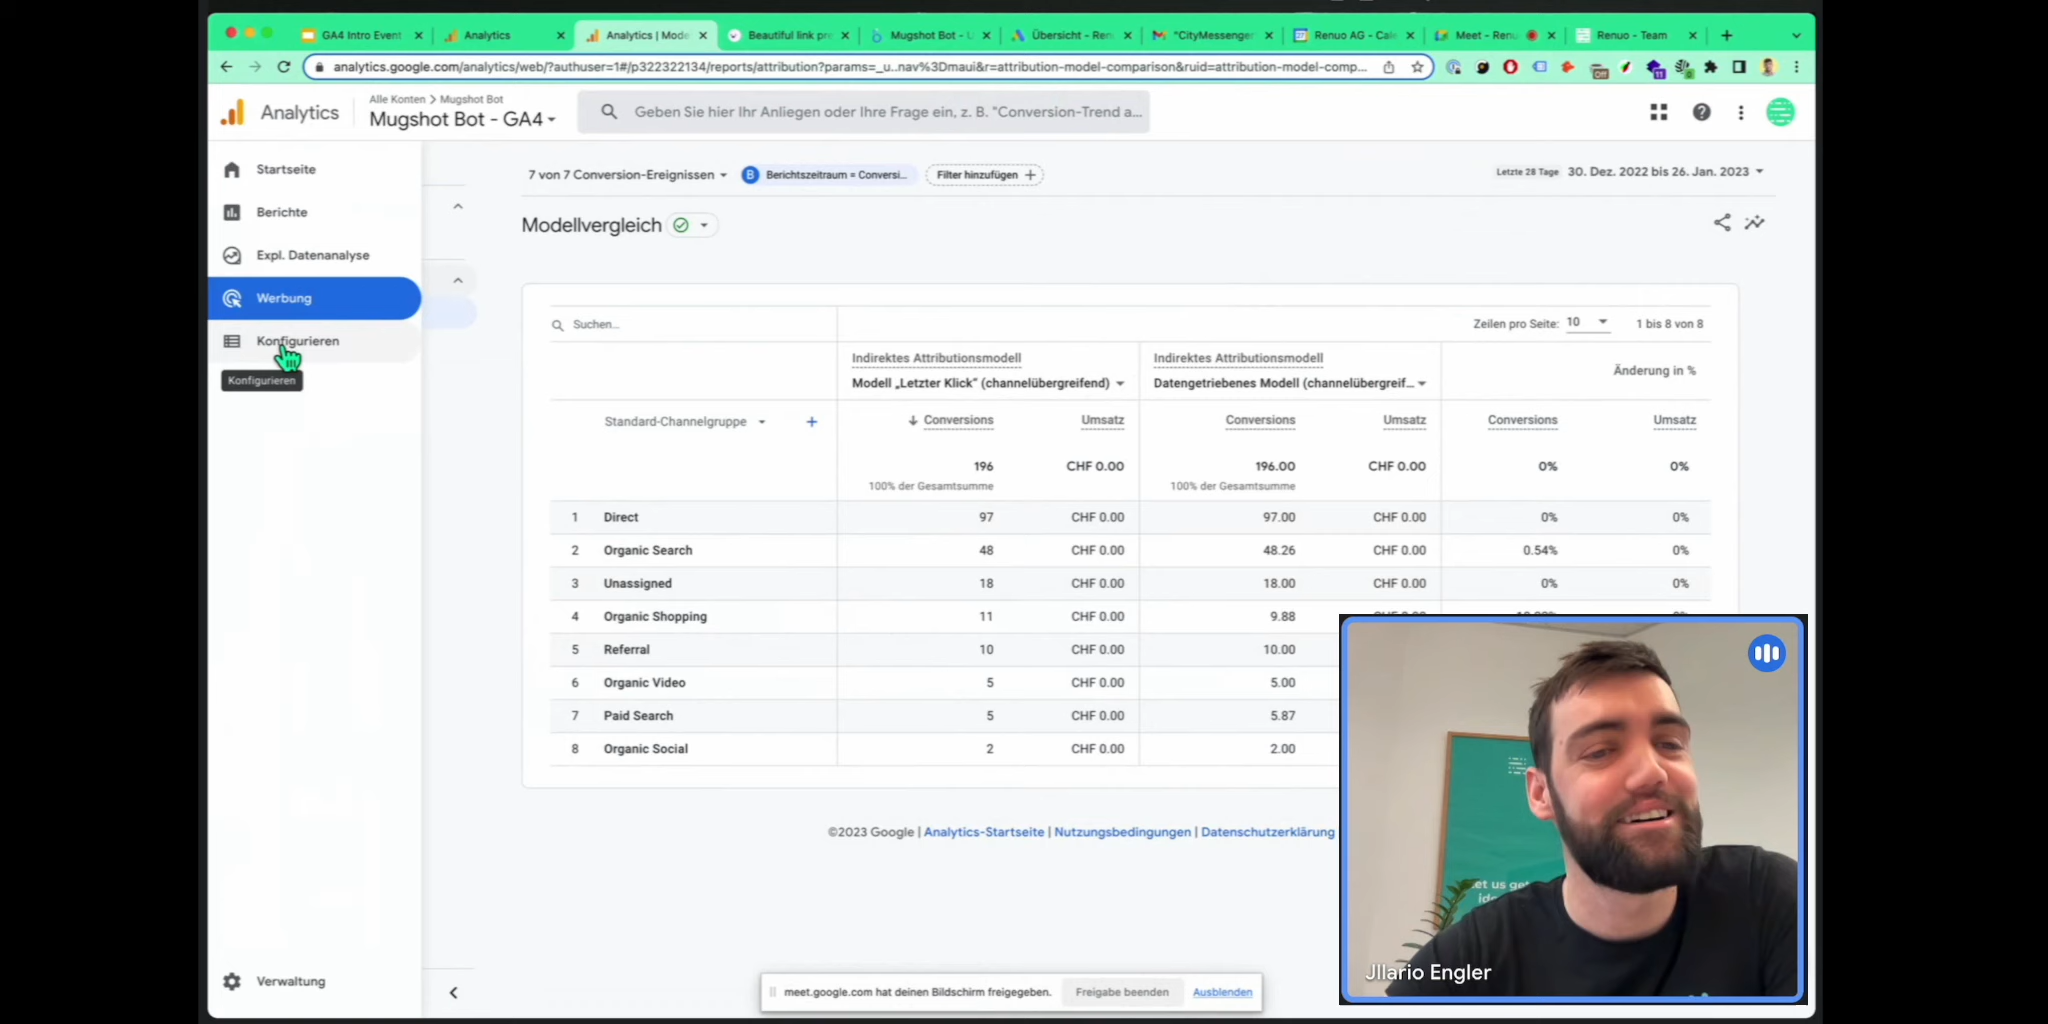 GA4 Intro Event
Analytics
Analytics | Mode
Beautiful link pre
Mugshot Bot - L
Übersicht - Ren
"CityMessenger
Renuo AG - Cale
Meet - Renu
Renuo - Team
analytics.google.com/analytics/web/?authuser=1#/p322322134/reports/attribution?params=_u..nav%3Dmaui&r=attribution-model-comparison&ruid=attribution-model-comp...
Off
11
Analytics
Alle Konten > Mugshot Bot
Mugshot Bot - GA4
Geben Sie hier Ihr Anliegen oder Ihre Frage ein, z. B. "Conversion-Trend a...
Startseite
Berichte
Expl. Datenanalyse
Werbung
Konfigurieren
Konfigurieren
Verwaltung
7 von 7 Conversion-Ereignissen
B Berichtszeitraum = Conversi...
Filter hinzufügen +
Letzte 28 Tage 30. Dez. 2022 bis 26. Jan. 2023
Modellvergleich
Suchen...
Zeilen pro Seite: 10 1 bis 8 von 8
Indirektes Attributionsmodell Indirektes Attributionsmodell
Modell „Letzter Klick" (channelübergreifend) Datengetriebenes Modell (channelübergreif... Änderung in %
Standard-Channelgruppe + Conversions Umsatz Conversions Umsatz Conversions Umsatz
196 CHF 0.00 196.00 CHF 0.00 0% 0%
100% der Gesamtsumme 100% der Gesamtsumme
1 Direct 97 CHF 0.00 97.00 CHF 0.00 0% 0%
2 Organic Search 48 CHF 0.00 48.26 CHF 0.00 0.54% 0%
3 Unassigned 18 CHF 0.00 18.00 CHF 0.00 0% 0%
4 Organic Shopping 11 CHF 0.00 9.88
5 Referral 10 CHF 0.00 10.00
6 Organic Video 5 CHF 0.00 5.00
7 Paid Search 5 CHF 0.00 5.87
8 Organic Social 2 CHF 0.00 2.00
©2023 Google | Analytics-Startseite | Nutzungsbedingungen | Datenschutzerklärung
et us get
ide
Jllario Engler
meet.google.com hat deinen Bildschirm freigegeben. Freigabe beenden Ausblenden